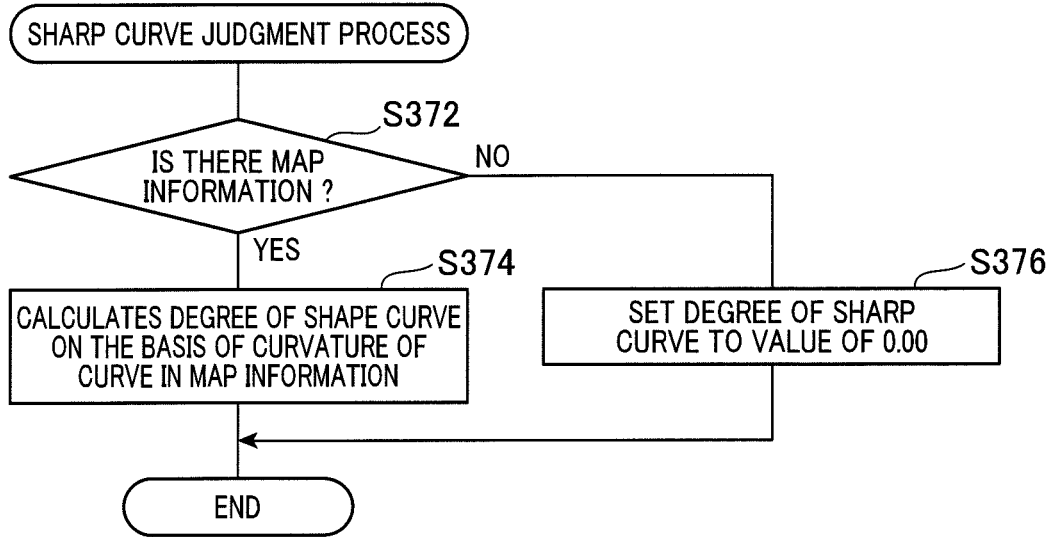 SHARP CURVE JUDGMENT PROCESS
S372
IS THERE MAP
INFORMATION ?
NO
YES
S374
CALCULATES DEGREE OF SHAPE CURVE
ON THE BASIS OF CURVATURE OF
CURVE IN MAP INFORMATION
S376
SET DEGREE OF SHARP
CURVE TO VALUE OF 0.00
END